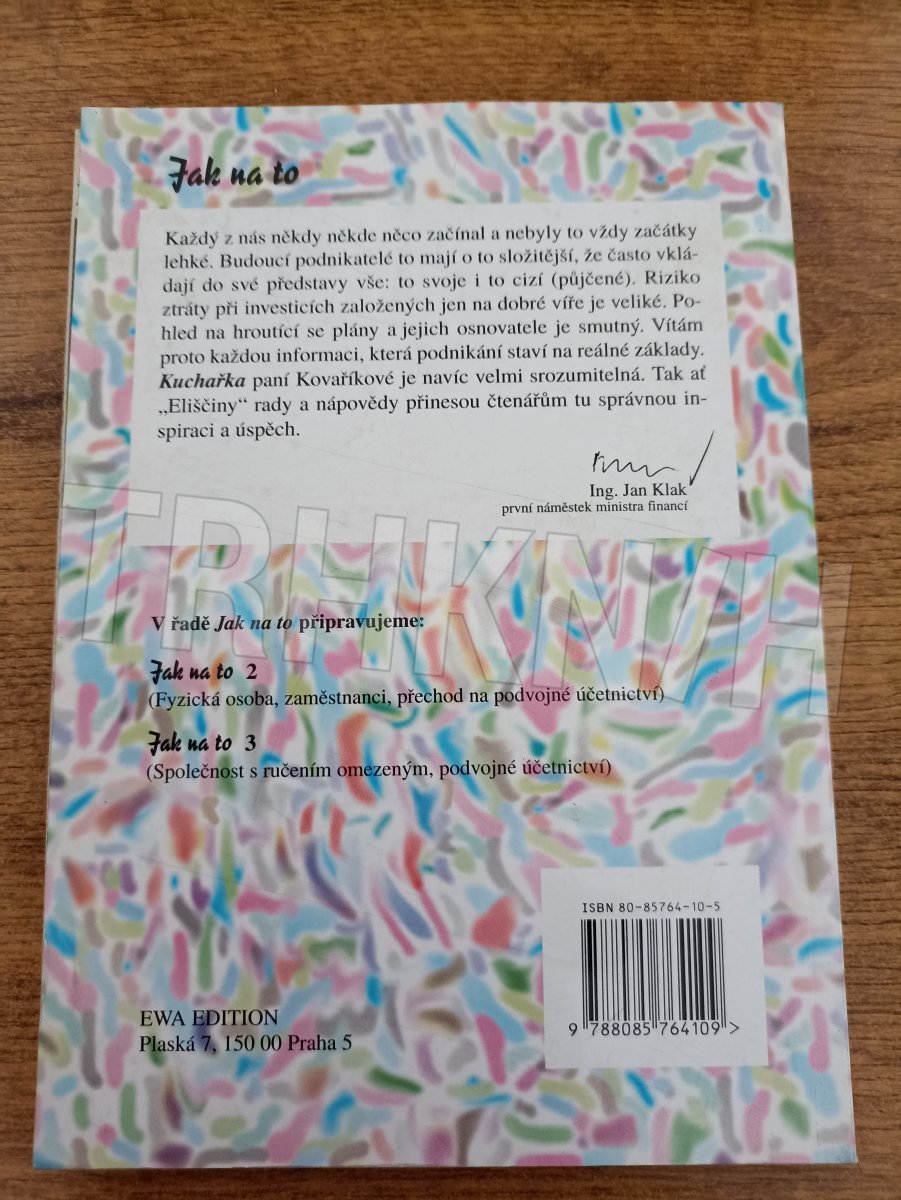 Jak na to
Každý z nás někdy někde něco začínal a nebyly to vždy začátky
lehké. Budoucí podnikatelé to mají o to složitější, že často vklá-
dají do své představy vše: to svoje i to cizí (půjčené). Riziko
ztráty při investicích založených jen na dobré víře je veliké. Po-
hled na hroutící se plány a jejich osnovatele je smutný. Vítám
proto každou informaci, která podnikání staví na reálné základy.
Kuchařka paní Kovaříkové je navíc velmi srozumitelná. Tak ať
„Eliščiny“ rady a nápovědy přinesou čtenářům tu správnou in-
spiraci a úspěch.
Ing. Jan Klak
první náměstek ministra financí
TRHKNIH
V řadě Jak na to připravujeme:
Jak na to 2
(Fyzická osoba, zaměstnanci, přechod na podvojné účetnictví)
Jak na to 3
(Společnost s ručením omezeným, podvojné účetnictví)
ISBN 80-85764-10-5
9 788085 764109 >
EWA EDITION
Plaská 7, 150 00 Praha 5